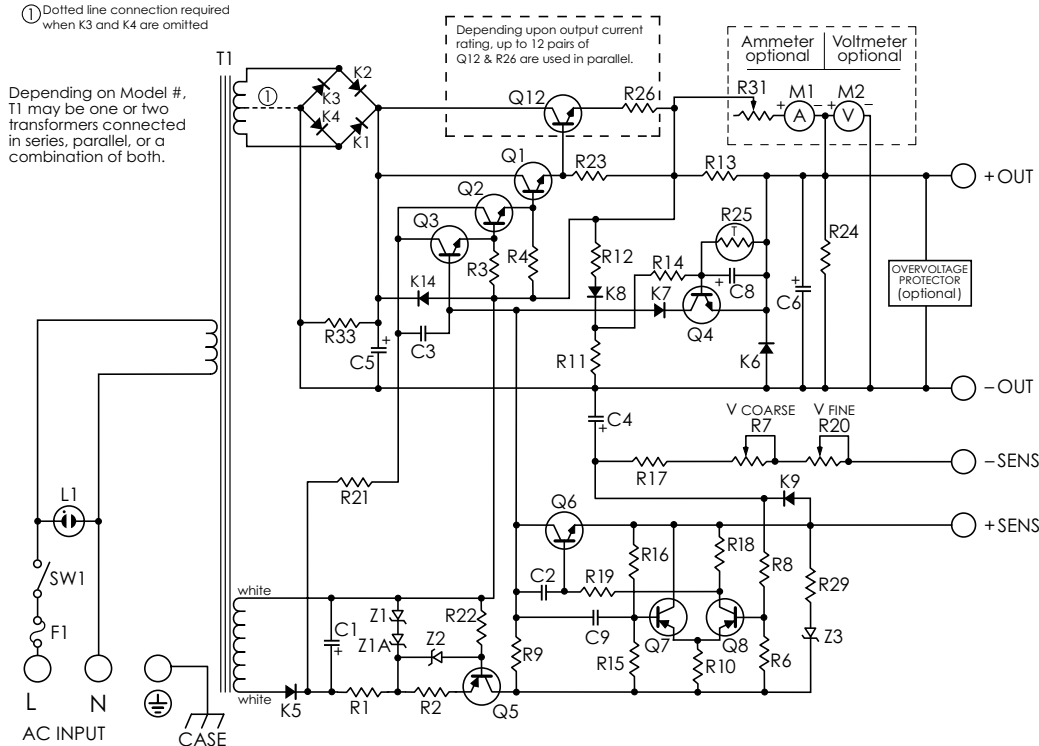 ① Dotted line connection required
when K3 and K4 are omitted
Depending on Model #,
T1 may be one or two
transformers connected
in series, parallel, or a
combination of both.
T1
①
K2
K3
K4
K1
Depending upon output current
rating, up to 12 pairs of
Q12 & R26 are used in parallel.
Q12
R26
Ammeter
optional
Voltmeter
optional
R31
M1
M2
+
A
−
+
V
−
Q1
R23
R13
+ OUT
Q2
Q3
R3
R4
R12
R14
R25
T
+
C8
K14
K8
K7
Q4
+
C6
R24
OVERVOLTAGE
PROTECTOR
(optional)
R33
+
C5
C3
R11
K6
− OUT
C4
+
V COARSE
R7
V FINE
R20
R17
− SENS
R21
K9
Q6
+ SENS
L1
SW1
F1
L
N
AC INPUT
CASE
R16
R18
R8
R29
C2
R19
C9
Q7
Q8
Z3
R9
R15
R10
R6
white
C1
+
Z1
Z1A
Z2
R22
white
K5
R1
R2
Q5